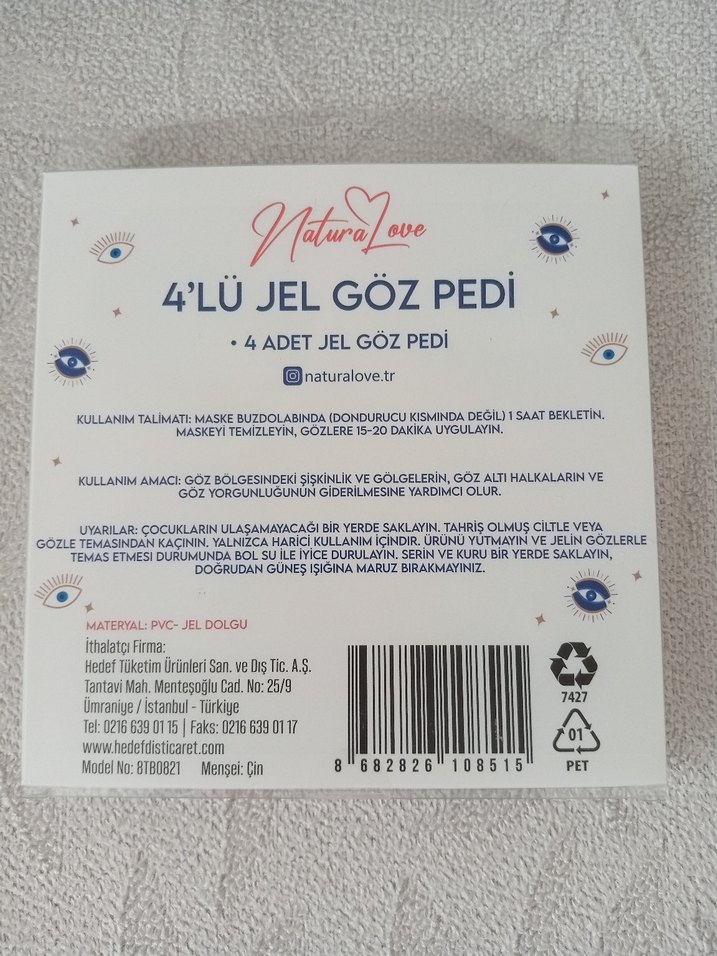 Natura Love
4'LÜ JEL GÖZ PEDİ
• 4 ADET JEL GÖZ PEDİ
naturalove.tr
KULLANIM TALİMATI: MASKE BUZDOLABINDA (DONDURUCU KISMINDA DEĞİL) 1 SAAT BEKLETİN.
MASKEYİ TEMİZLEYİN, GÖZLERE 15-20 DAKİKA UYGULAYIN.
KULLANIM AMACI: GÖZ BÖLGESİNDEKİ ŞİŞKİNLİK VE GÖLGELERİN, GÖZ ALTI HALKALARIN VE
GÖZ YORGUNLUĞUNUN GİDERİLMESİNE YARDIMCI OLUR.
UYARILAR: ÇOCUKLARIN ULAŞAMAYACAĞI BİR YERDE SAKLAYIN. TAHRİŞ OLMUŞ CİLTLE VEYA
GÖZLE TEMASINDAN KAÇININ. YALNIZCA HARİCİ KULLANIM İÇİNDİR. ÜRÜNÜ YUTMAYIN VE JELİN GÖZLERLE
TEMAS ETMESİ DURUMUNDA BOL SU İLE İYİCE DURULAYIN. SERİN VE KURU BİR YERDE SAKLAYIN,
DOĞRUDAN GÜNEŞ IŞIĞINA MARUZ BIRAKMAYINIZ.
MATERYAL: PVC- JEL DOLGU
İthalatçı Firma:
Hedef Tüketim Ürünleri San. ve Dış Tic. A.Ş.
Tantavi Mah. Menteşoğlu Cad. No: 25/9
Ümraniye / İstanbul - Türkiye
Tel: 0216 639 01 15 | Faks: 0216 639 01 17
www.hedefdisticaret.com
Model No: 8TB0821 Menşei: Çin
8 682826 108515
7427
01
PET